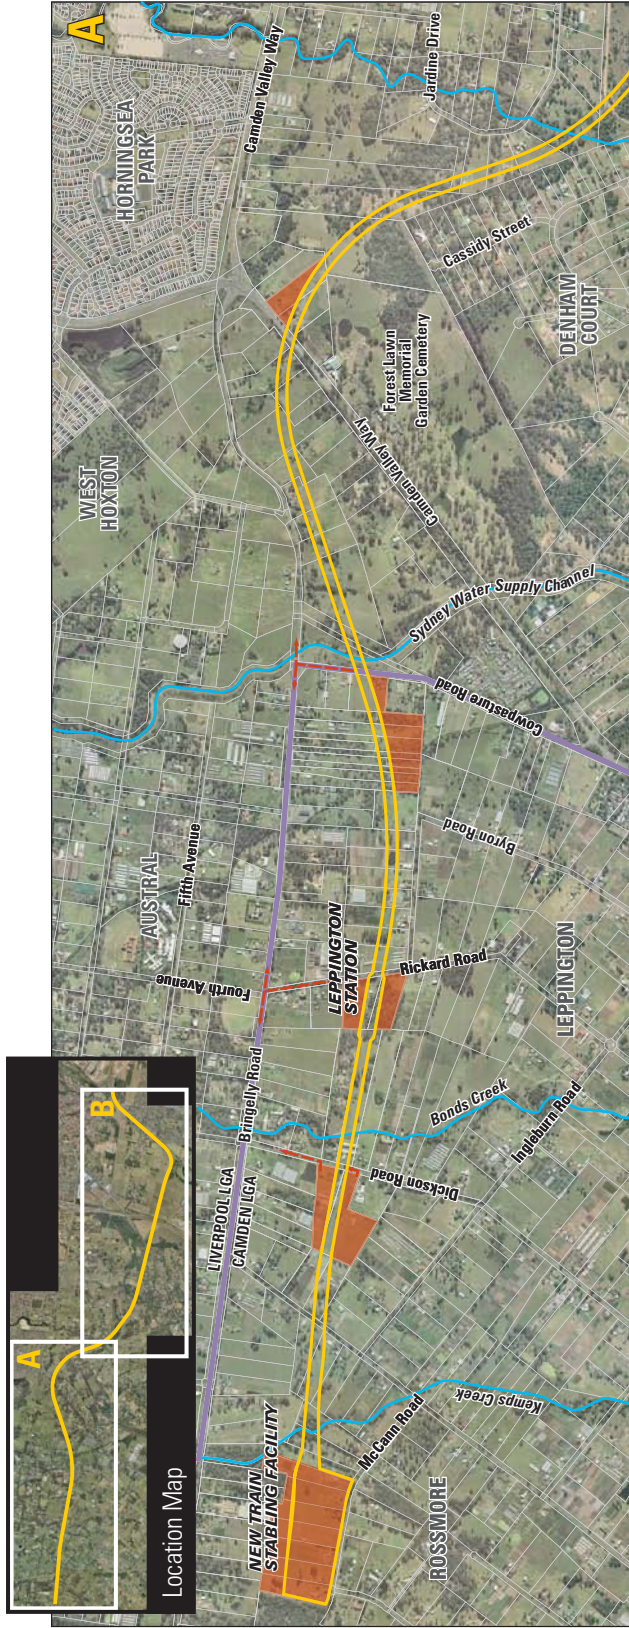 A
HORNINGSEA
PARK
Camden Valley Way
Jardine Drive
Cassidy Street
DENHAM
COURT
Forest Lawn
Memorial
Garden Cemetery
Camden Valley Way
WEST
HOXTON
Sydney Water Supply Channel
Cowpasture Road
Byron Road
AUSTRAL
Fifth Avenue
Fourth Avenue
LEPPINGTON
STATION
Rickard Road
LEPPINGTON
Bringelly Road
Bonds Creek
Ingleburn Road
Dickson Road
LIVERPOOL LGA
CAMDEN LGA
Kemps Creek
McCann Road
NEW TRAIN
STABLING FACILITY
ROSSMORE
A
B
Location Map